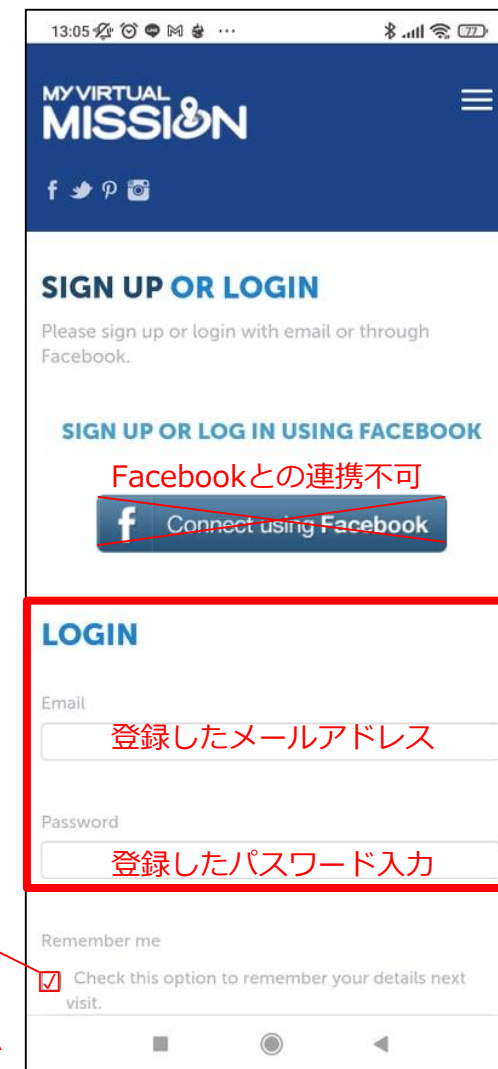 13:05
77
MY VIRTUAL
MISSION
SIGN UP OR LOGIN
Please sign up or login with email or through
Facebook.
SIGN UP OR LOG IN USING FACEBOOK
Facebookとの連携不可
f Connect using Facebook
LOGIN
Email
登録したメールアドレス
Password
登録したパスワード入力
Remember me
Check this option to remember your details next
visit.